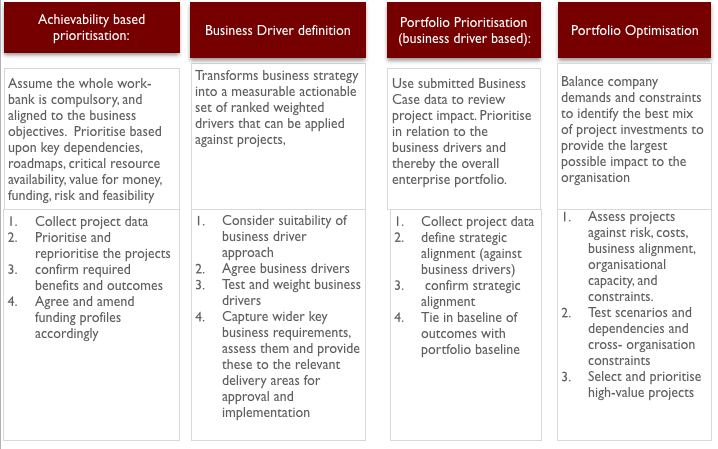 Achievability based
prioritisation:
Assume the whole work-
bank is compulsory, and
aligned to the business
objectives.  Prioritise based
upon key dependencies,
roadmaps, critical resource
availability, value for money,
funding, risk and feasibility
1. Collect project data
2. Prioritise and
reprioritise the projects
3. confirm required
benefits and outcomes
4. Agree and amend
funding profiles
accordingly
Business Driver definition
Transforms business strategy
into a measurable actionable
set of ranked weighted
drivers that can be applied
against projects,
1. Consider suitability of
business driver
approach
2. Agree business drivers
3. Test and weight business
drivers
4. Capture wider key
business requirements,
assess them and provide
these to the relevant
delivery areas for
approval and
implementation
Portfolio Prioritisation
(business driver based):
Use submitted Business
Case data to review
project impact. Prioritise
in relation to the
business drivers and
thereby the overall
enterprise portfolio.
1. Collect project data
2. define strategic
alignment (against
business drivers)
3. confirm strategic
alignment
4. Tie in baseline of
outcomes with
portfolio baseline
Portfolio Optimisation
Balance company
demands and constraints
to identify the best mix
of project investments to
provide the largest
possible impact to the
organisation
1. Assess projects
against risk, costs,
business alignment,
organisational
capacity, and
constraints.
2. Test scenarios and
dependencies and
cross- organisation
constraints
3. Select and prioritise
high-value projects